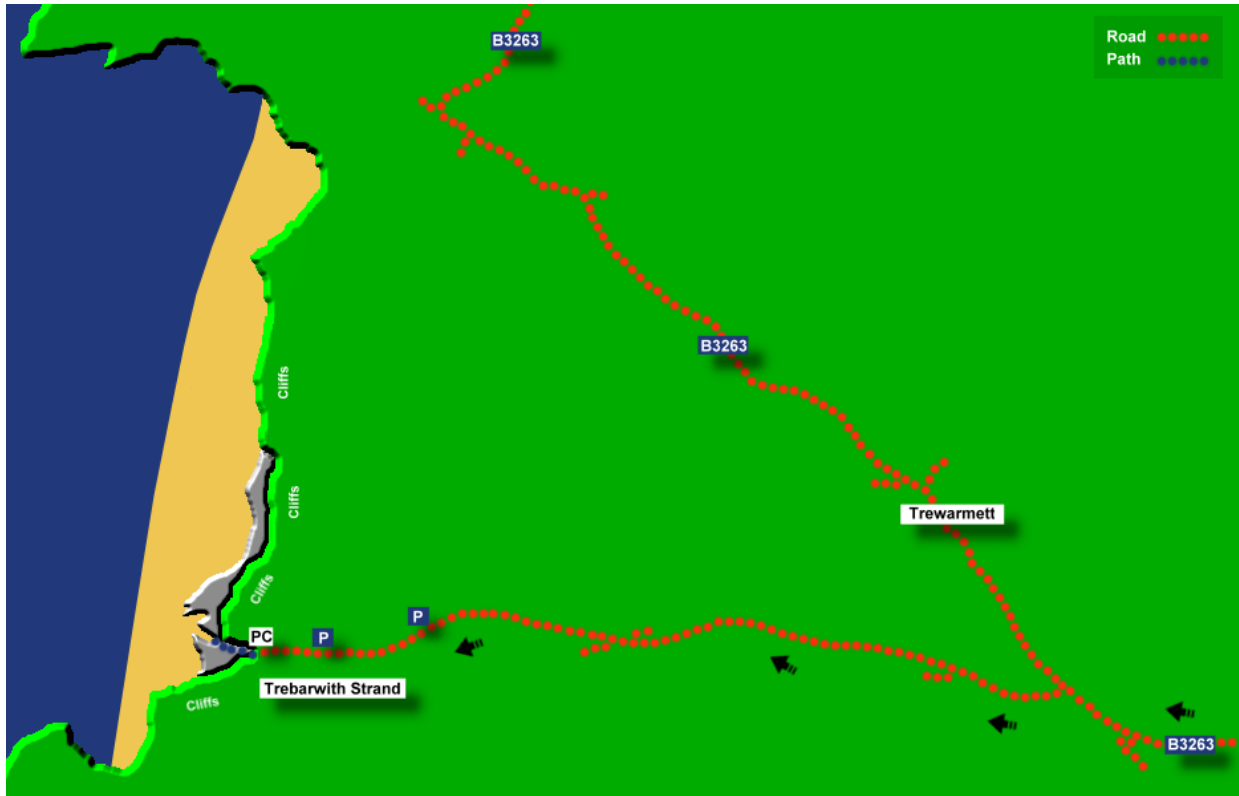 B3263
Road
Path
B3263
Cliffs
Cliffs
Trewarmett
Cliffs
P
PC
P
Trebarwith Strand
Cliffs
B3263